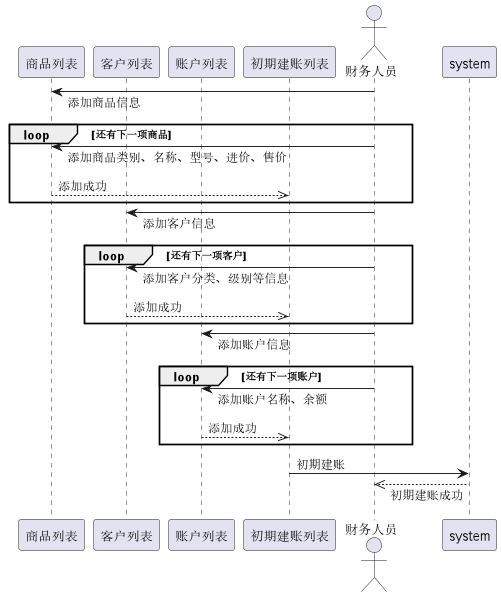 商品列表 客户列表 账户列表 初期建账列表 财务人员 system
添加商品信息
loop [还有下一项商品]
添加商品类别、名称、型号、进价、售价
添加成功
添加客户信息
loop [还有下一项客户]
添加客户分类、级别等信息
添加成功
添加账户信息
loop [还有下一项账户]
添加账户名称、余额
添加成功
初期建账
初期建账成功
商品列表 客户列表 账户列表 初期建账列表 财务人员 system